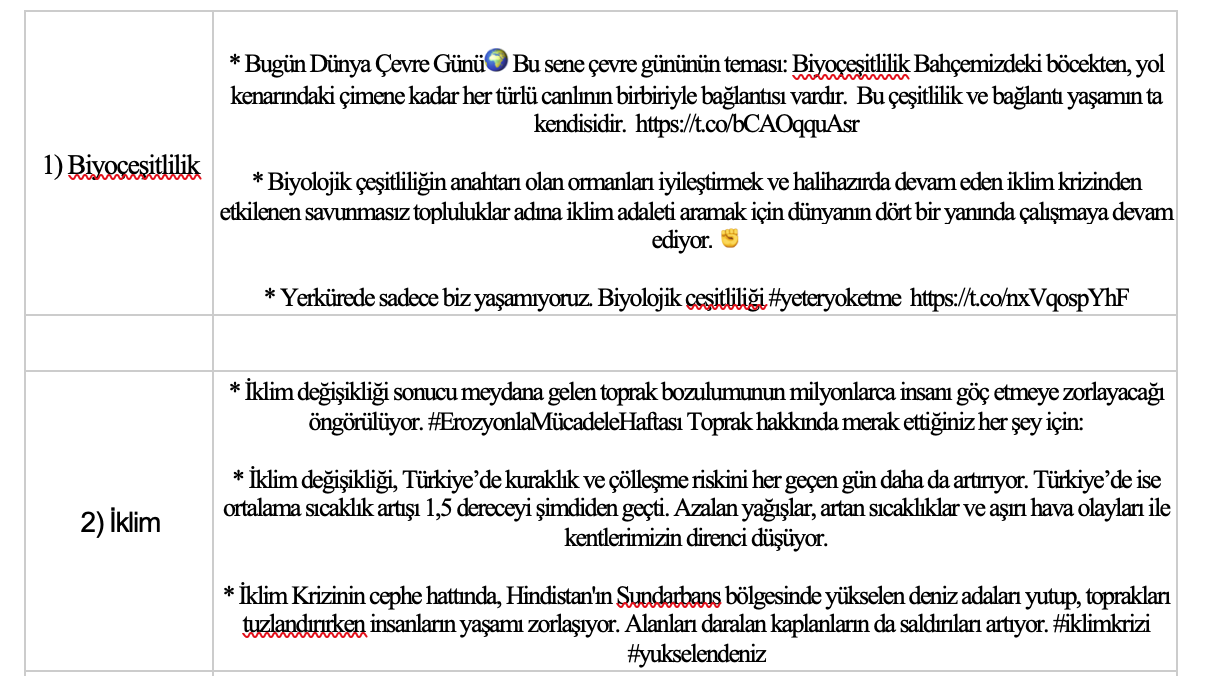 * Bugün Dünya Çevre Günü🌍 Bu sene çevre gününün teması: Biyoçeşitlilik Bahçemizdeki böcekten, yol
kenarındaki çimene kadar her türlü canlının birbiriyle bağlantısı vardır. Bu çeşitlilik ve bağlantı yaşamın ta
kendisidir. https://t.co/bCAOqquAsr
1) Biyoçeşitlilik
* Biyolojik çeşitliliğin anahtarı olan ormanları iyileştirmek ve halihazırda devam eden iklim krizinden
etkilenen savunmasız topluluklar adına iklim adaleti aramak için dünyanın dört bir yanında çalışmaya devam
ediyor. ✊
* Yerkürede sadece biz yaşamıyoruz. Biyolojik çeşitliliği #yeteryoketme https://t.co/nxVqospYhF
* İklim değişikliği sonucu meydana gelen toprak bozulumunun milyonlarca insanı göç etmeye zorlayacağı
öngörülüyor. #ErozyonlaMücadeleHaftası Toprak hakkında merak ettiğiniz her şey için:
* İklim değişikliği, Türkiye’de kuraklık ve çölleşme riskini her geçen gün daha da artırıyor. Türkiye’de ise
ortalama sıcaklık artışı 1,5 dereceyi şimdiden geçti. Azalan yağışlar, artan sıcaklıklar ve aşırı hava olayları ile
kentlerimizin direnci düşüyor.
2) İklim
* İklim Krizinin cephe hattında, Hindistan'ın Sundarbans bölgesinde yükselen deniz adaları yutup, toprakları
tuzlandırırken insanların yaşamı zorlaşıyor. Alanları daralan kaplanların da saldırıları artıyor. #iklimkrizi
#yukselendeniz